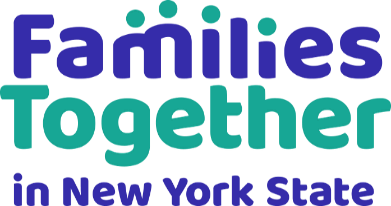 Families
Together
in New York State